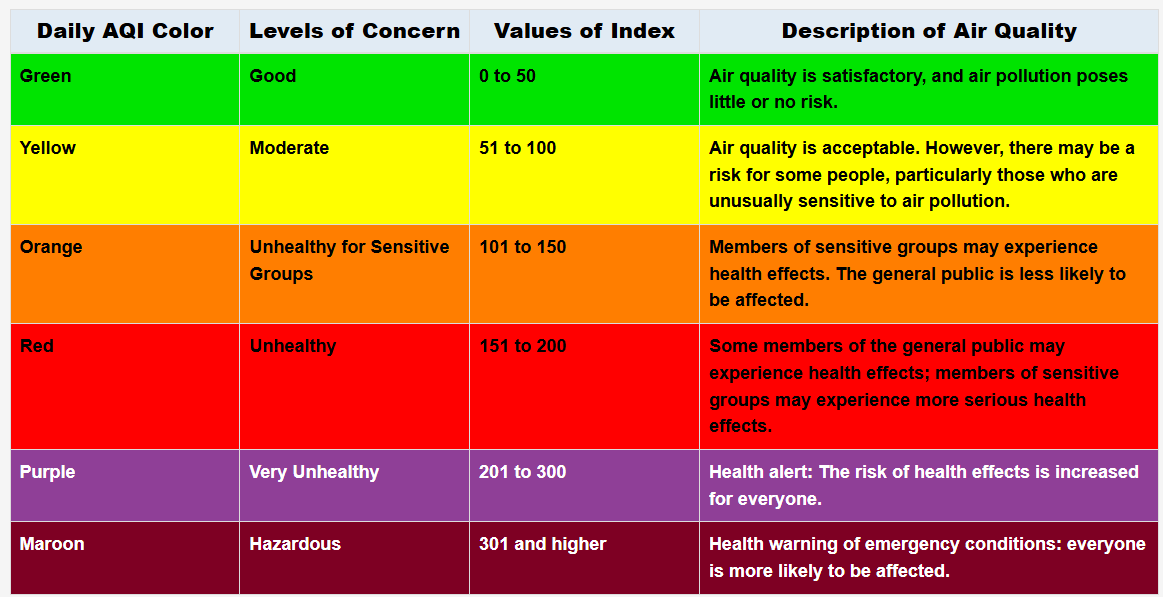 Daily AQI Color Levels of Concern Values of Index Description of Air Quality
Green Good 0 to 50 Air quality is satisfactory, and air pollution poses
little or no risk.
Yellow Moderate 51 to 100 Air quality is acceptable. However, there may be a
risk for some people, particularly those who are
unusually sensitive to air pollution.
Orange Unhealthy for Sensitive 101 to 150 Members of sensitive groups may experience
Groups health effects. The general public is less likely to
be affected.
Red Unhealthy 151 to 200 Some members of the general public may
experience health effects; members of sensitive
groups may experience more serious health
effects.
Purple Very Unhealthy 201 to 300 Health alert: The risk of health effects is increased
for everyone.
Maroon Hazardous 301 and higher Health warning of emergency conditions: everyone
is more likely to be affected.